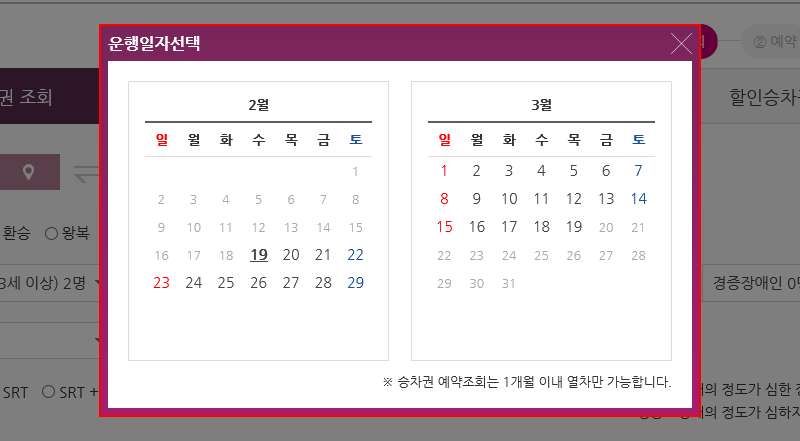 운행일자선택
② 예약
권 조회
할인승차
2월
일 월 화 수 목 금 토
1
2 3 4 5 6 7 8
9 10 11 12 13 14 15
16 17 18 19 20 21 22
23 24 25 26 27 28 29
3월
일 월 화 수 목 금 토
1 2 3 4 5 6 7
8 9 10 11 12 13 14
15 16 17 18 19 20 21
22 23 24 25 26 27 28
29 30 31
환승 왕복
3세 이상) 2명
경증장애인 0명
※ 승차권 예약조회는 1개월 이내 열차만 가능합니다.
SRT SRT +
의 정도가 심한
의 정도가 심하지